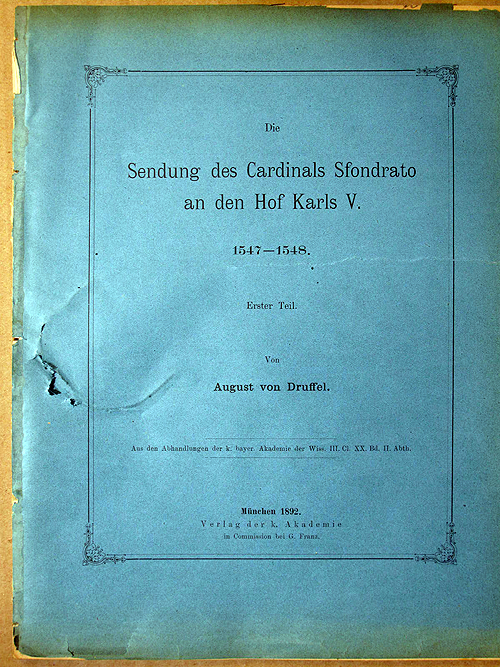 Die
Sendung des Cardinals Sfondrato
an den Hof Karls V.
1547—1548.
Erster Teil.
Von
August von Druffel.
Aus den Abhandlungen der k. bayer. Akademie der Wiss. III. Cl. XX. Bd. II. Abth.
München 1892.
Verlag der k. Akademie
in Commission bei G. Franz.